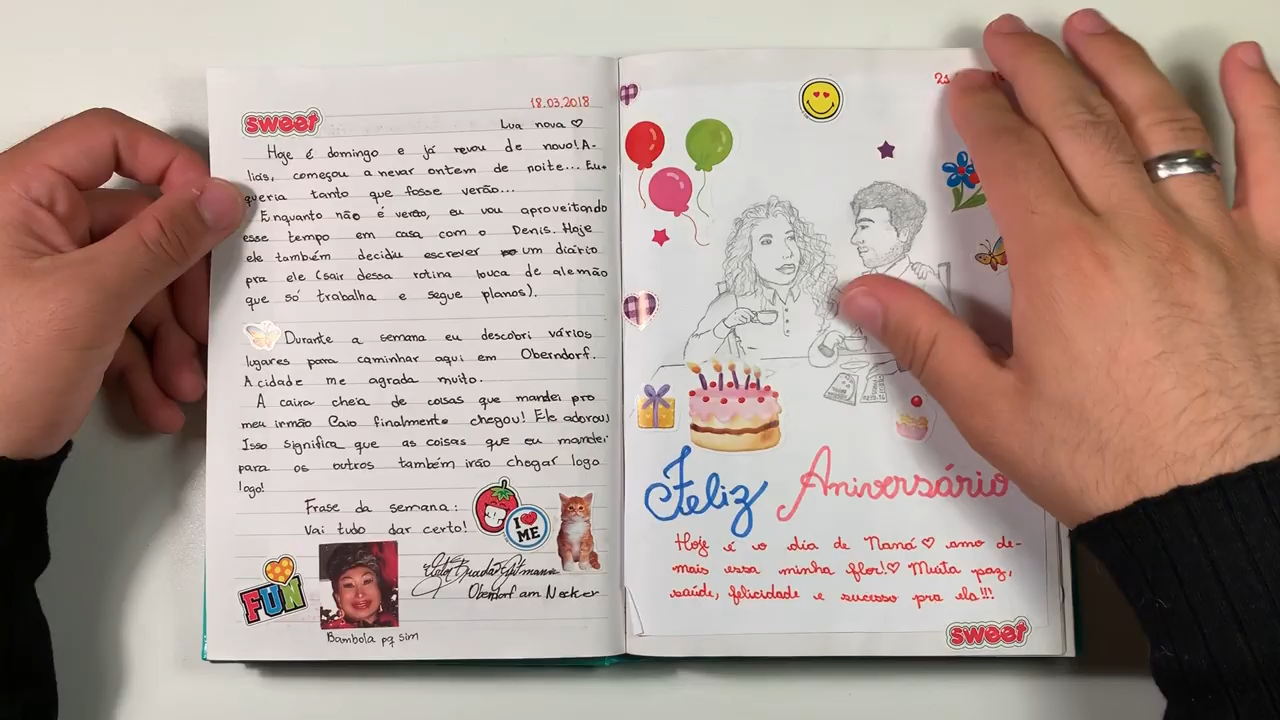 18.03.2018
sweet
Lua nova ♡
Hoje é domingo e já nevou de novo! A-
liás, começou a nevar ontem de noite... Eu
queria tanto que fosse verão...
Enquanto não é verão, eu vou aproveitando
esse tempo em casa com o Denis. Hoje
ele também decidiu escrever um diário
pra ele (sair dessa rotina louca de alemão
que só trabalha e segue planos).
Durante a semana eu descobri vários
lugares para caminhar aqui em Oberndorf.
A cidade me agrada muito.
A caixa cheia de coisas que mandei pro
meu irmão Caio finalmente chegou! Ele adorou!
Isso significa que as coisas que eu mandei
para os outros também irão chegar logo
logo!
Frase da semana:
Vai tudo dar certo!
I ♥ ME
FUN
Oberndorf am Neckar
Bambola pq sim
Feliz Aniversário
Hoje é o dia de Naná ♡ amo de-
mais essa minha flor! ♡ Muita paz,
saúde, felicidade e sucesso pra ela!!!
sweet